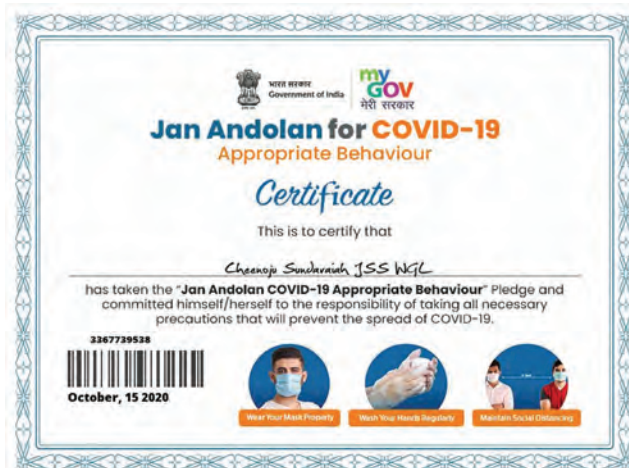 भारत सरकार
Government of India
my
GOV
मेरी सरकार
Jan Andolan for COVID-19
Appropriate Behaviour
Certificate
This is to certify that
Cheenoju Sundaraiah JSS WGL
has taken the "Jan Andolan COVID-19 Appropriate Behaviour" Pledge and
committed himself/herself to the responsibility of taking all necessary
precautions that will prevent the spread of COVID-19.
3367739538
October, 15 2020
Wear Your Mask Properly
Wash Your Hands Regularly
Maintain Social Distancing